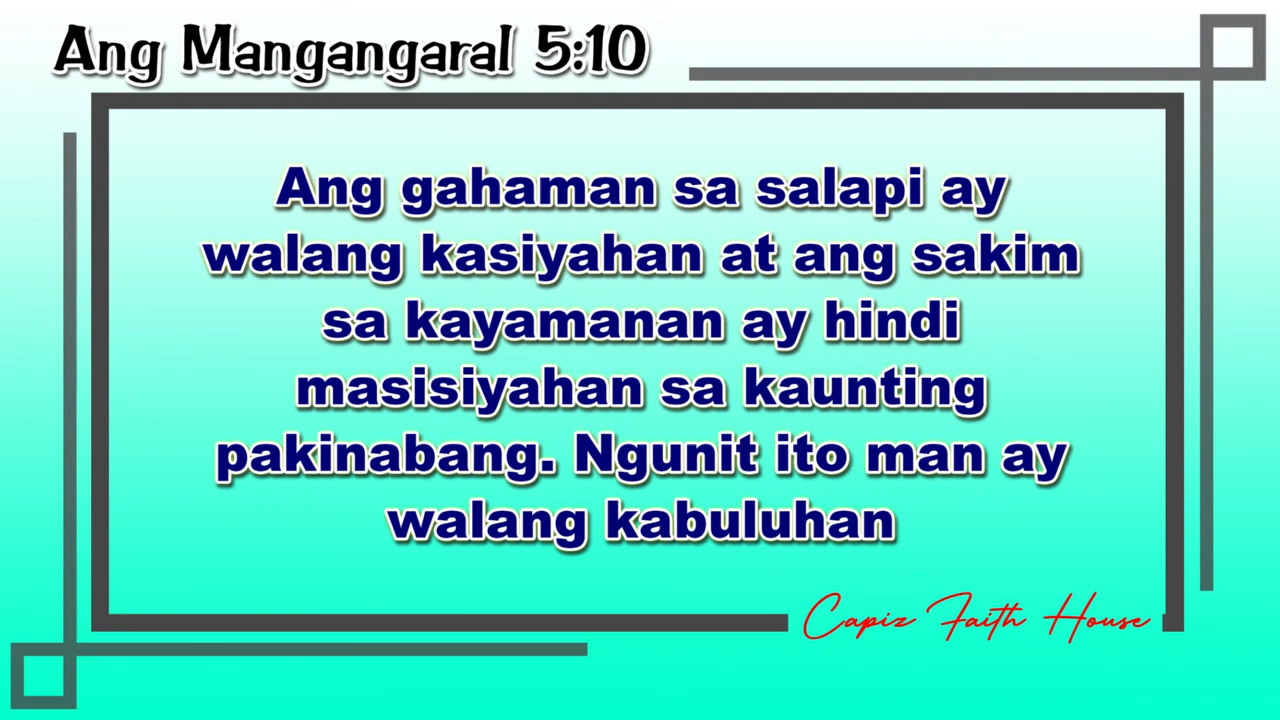 Ang Mangangaral 5:10
Ang gahaman sa salapi ay
walang kasiyahan at ang sakim
sa kayamanan ay hindi
masisiyahan sa kaunting
pakinabang. Ngunit ito man ay
walang kabuluhan
Capiz Faith House